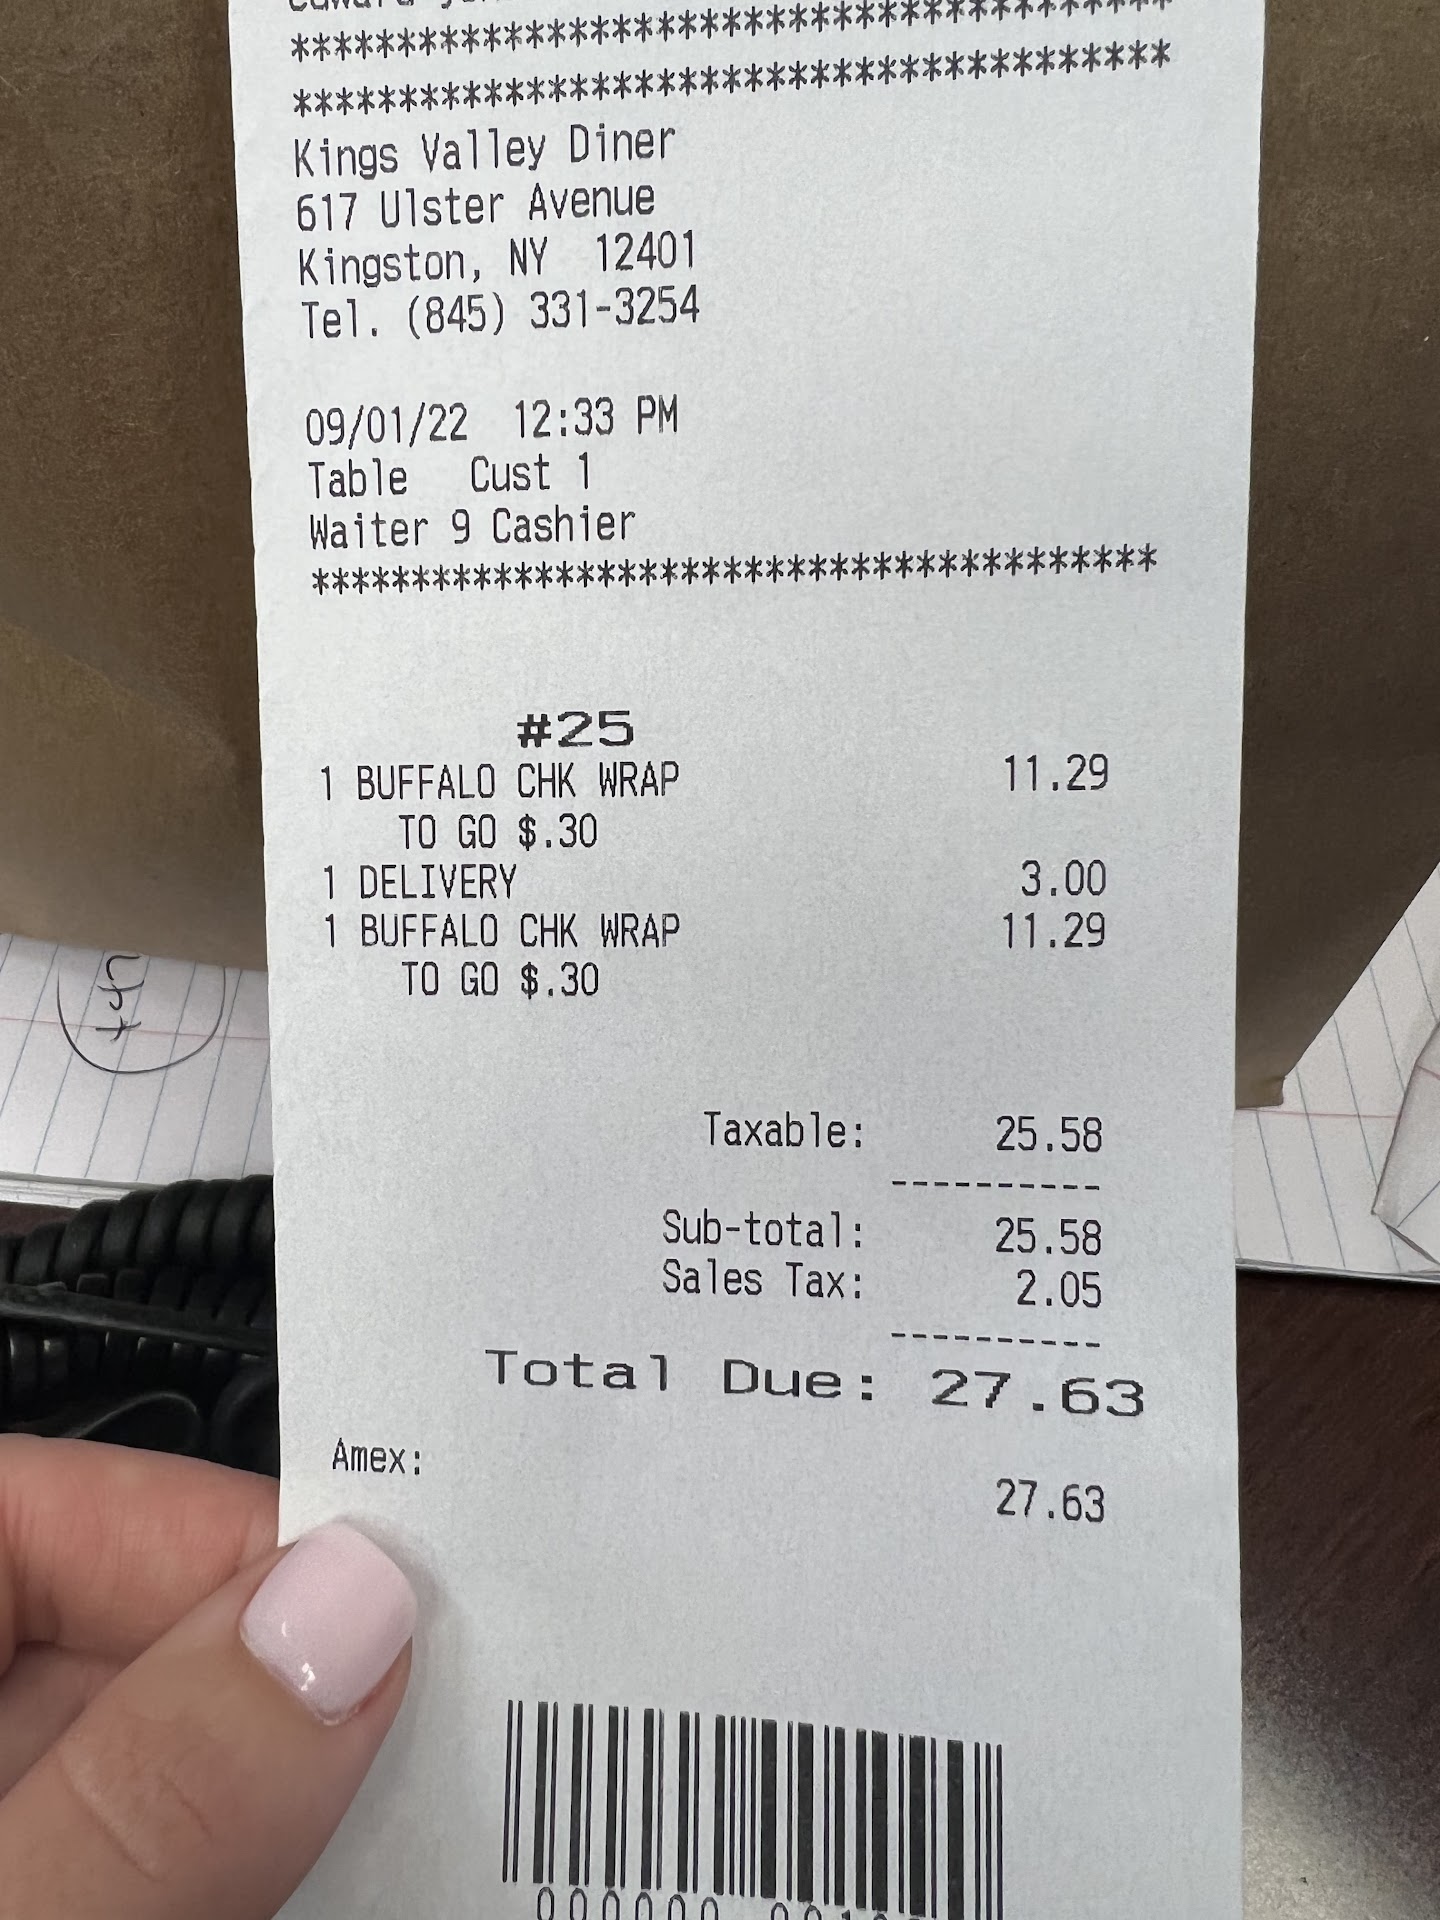 ****************************************
****************************************
Kings Valley Diner
617 Ulster Avenue
Kingston, NY 12401
Tel. (845) 331-3254
09/01/22 12:33 PM
Table Cust 1
Waiter 9 Cashier
****************************************
#25
1 BUFFALO CHK WRAP 11.29
TO GO $.30
1 DELIVERY 3.00
1 BUFFALO CHK WRAP 11.29
TO GO $.30
Taxable: 25.58
----------
Sub-total: 25.58
Sales Tax: 2.05
----------
Total Due: 27.63
Amex:
27.63